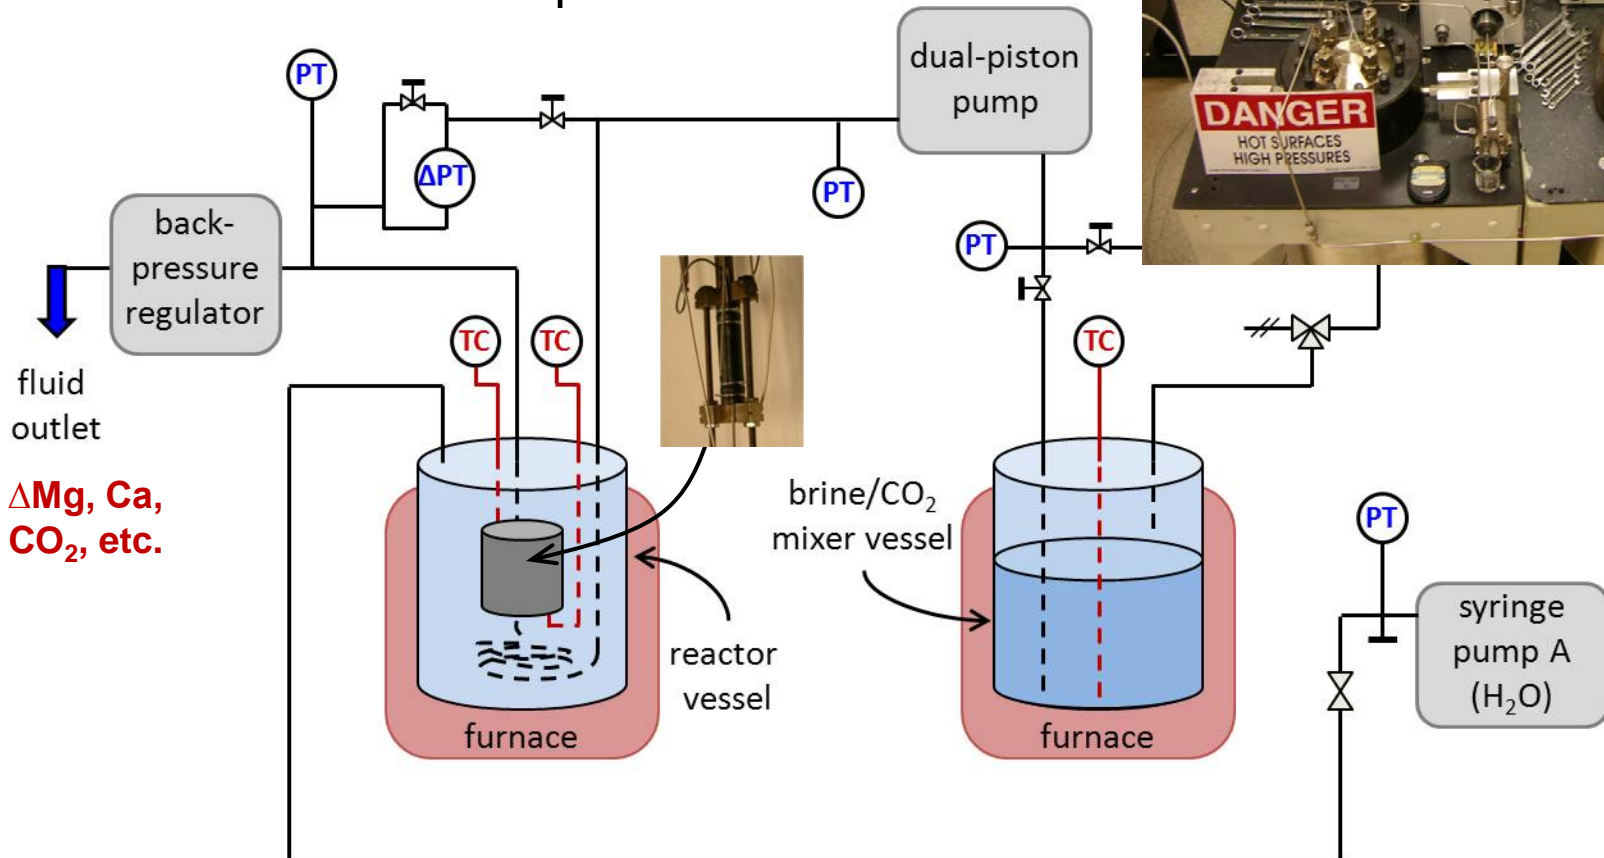 dual-piston
pump
DANGER
HOT SURFACES
HIGH PRESSURES
PT
ΔPT
PT
PT
back-
pressure
regulator
TC
TC
TC
fluid
outlet
ΔMg, Ca,
CO₂, etc.
brine/CO₂
mixer vessel
PT
reactor
vessel
syringe
pump A
(H₂O)
furnace
furnace